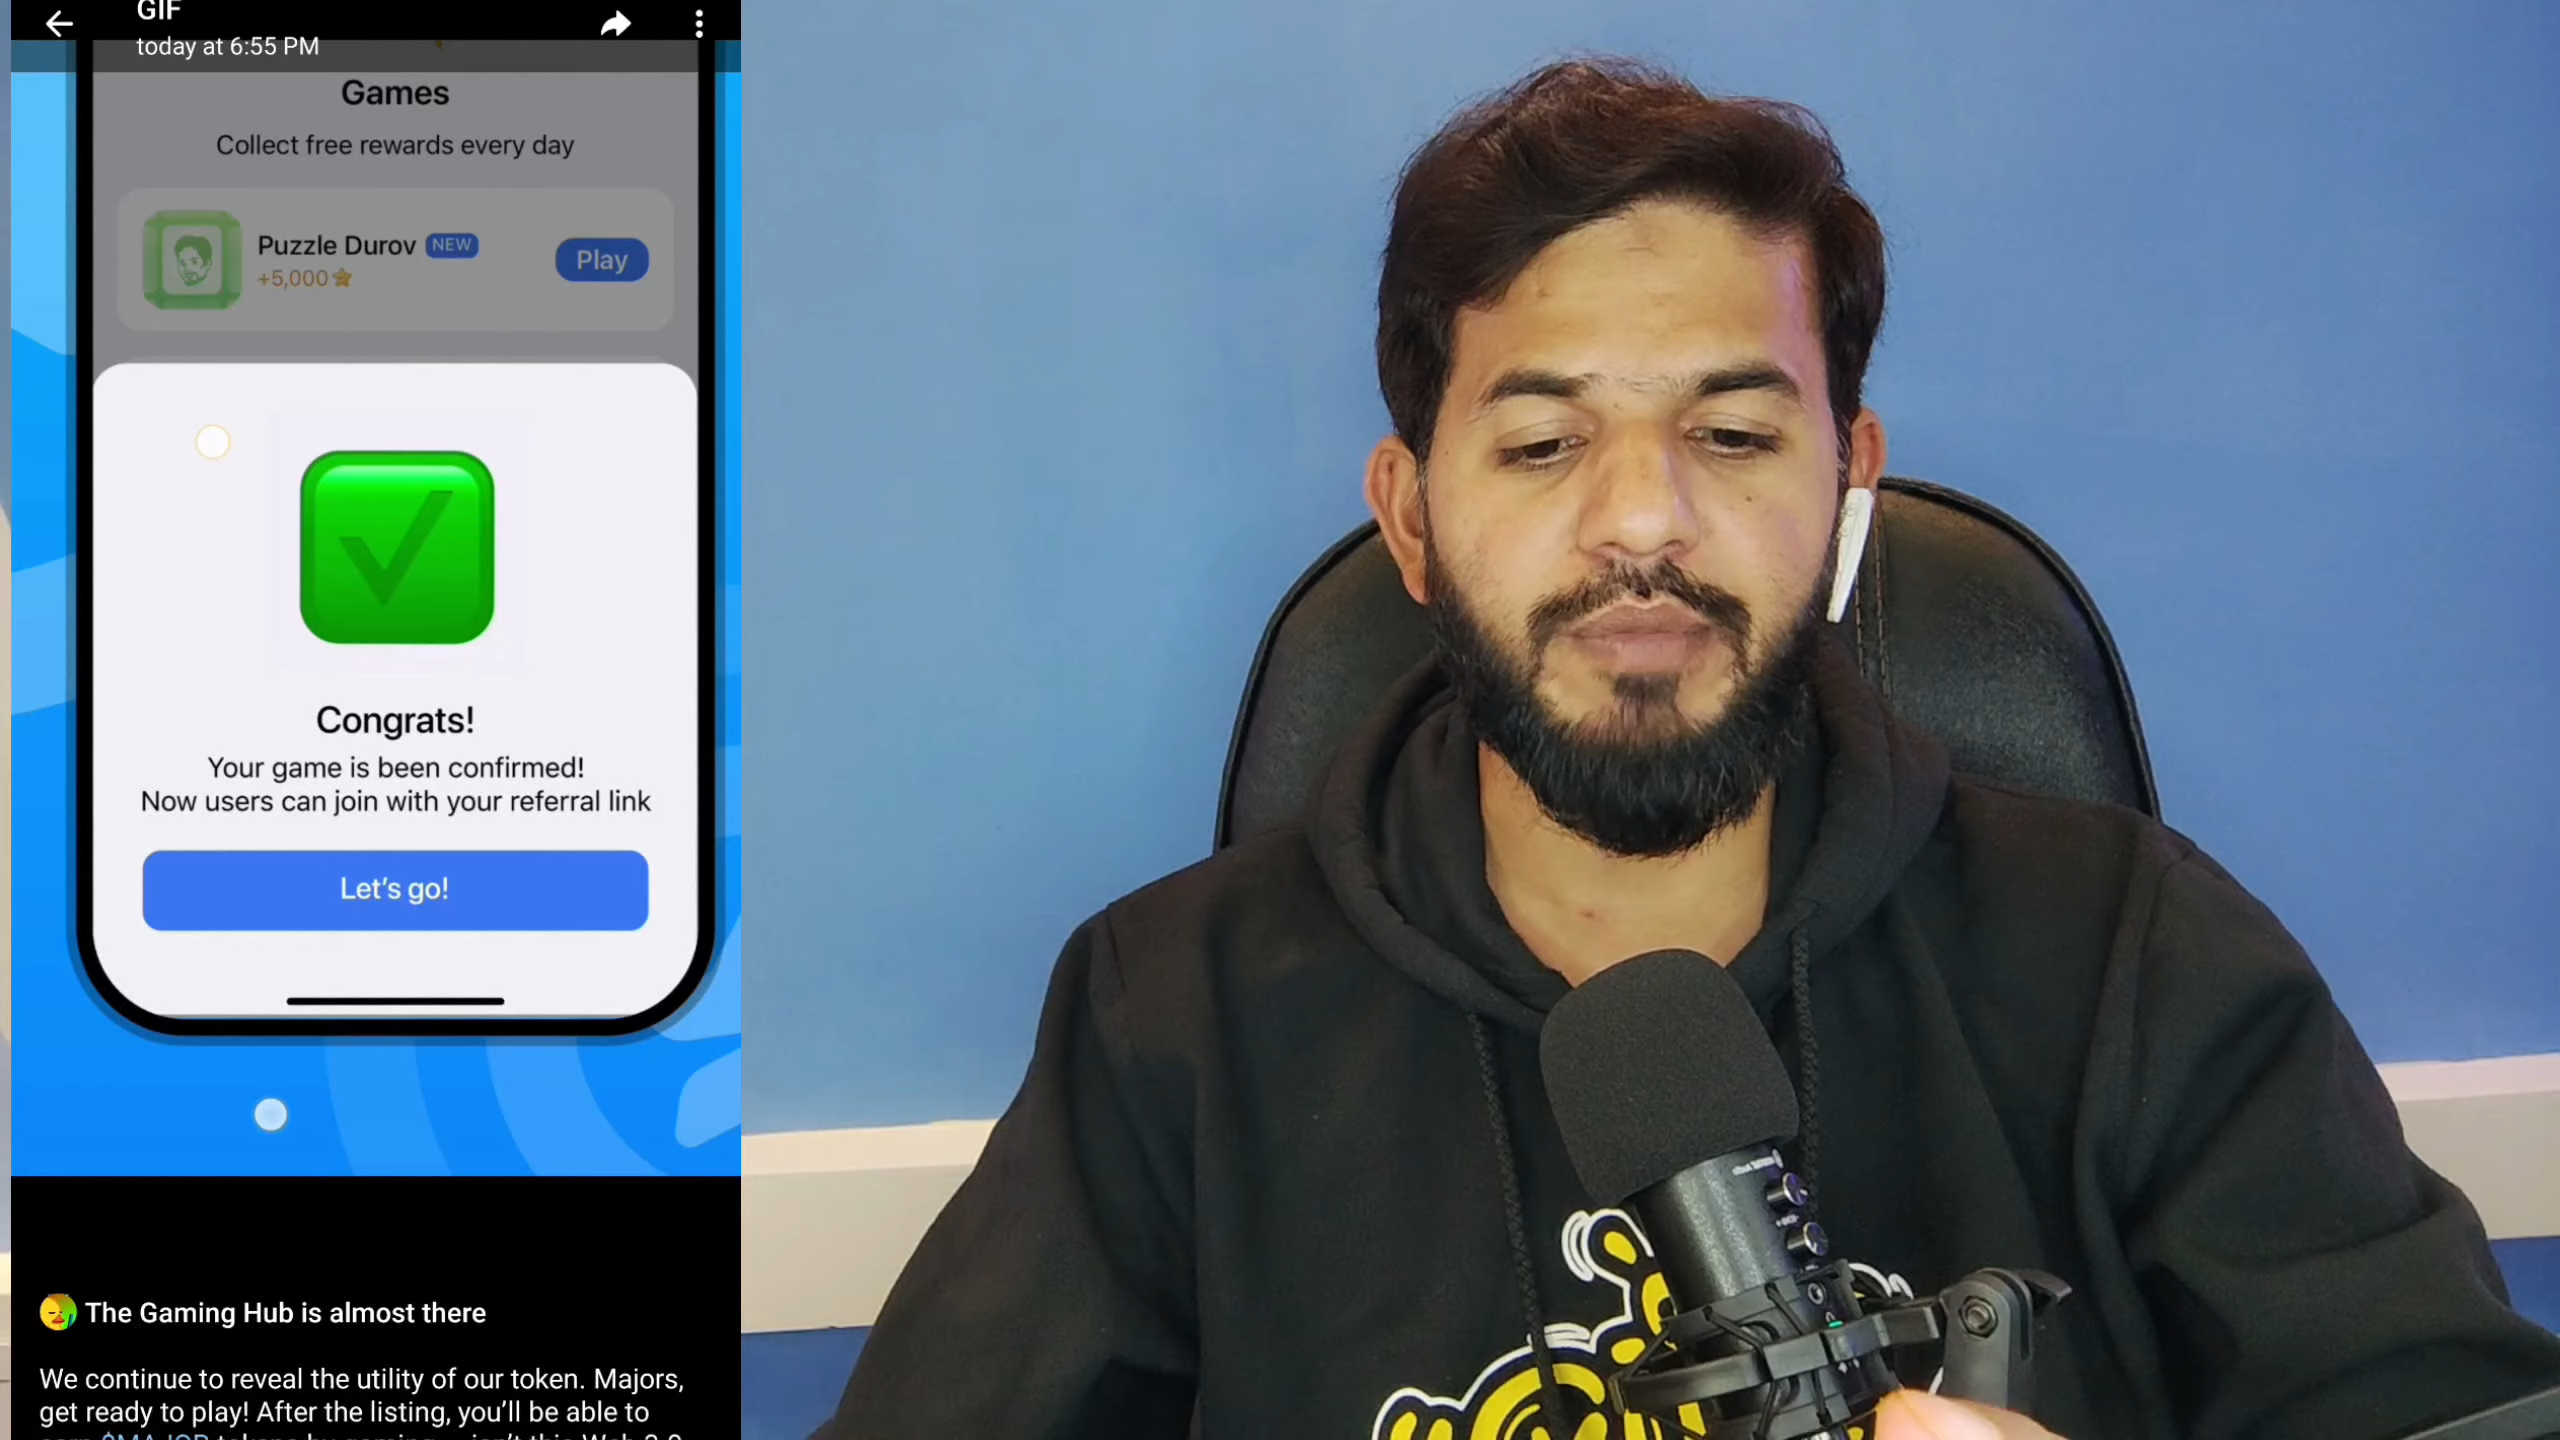 GIF
today at 6:55 PM
Games
Collect free rewards every day
Puzzle Durov NEW
+5,000
Play
Congrats!
Your game is been confirmed!
Now users can join with your referral link
Let's go!
The Gaming Hub is almost there
We continue to reveal the utility of our token. Majors,
get ready to play! After the listing, you'll be able to